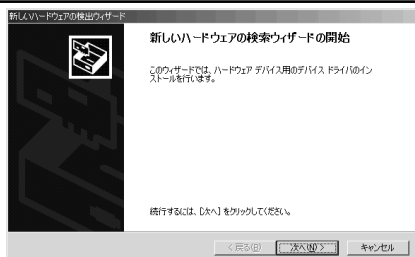 新しいハードウェアの検出ウィザード
新しいハードウェアの検索ウィザードの開始
このウィザードでは、ハードウェア デバイス用のデバイス ドライバのイン
ストールを行います。
続行するには、[次へ] をクリックしてください。
< 戻る(B) 次へ(N) > キャンセル